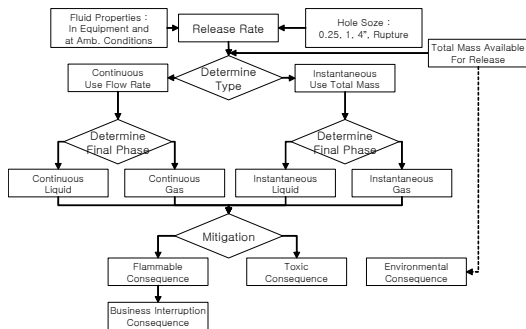 Fluid Properties :
In Equipment and
at Amb. Conditions
Release Rate
Hole Soze :
0.25, 1, 4", Rupture
Total Mass Available
For Release
Continuous
Use Flow Rate
Determine
Type
Instantaneous
Use Total Mass
Determine
Final Phase
Determine
Final Phase
Continuous
Liquid
Continuous
Gas
Instantaneous
Liquid
Instantaneous
Gas
Mitigation
Flammable
Consequence
Toxic
Consequence
Environmental
Consequence
Business Interruption
Consequence